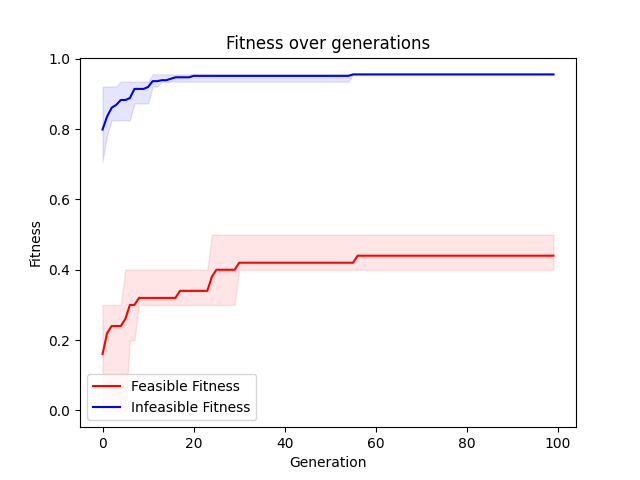 Fitness over generations
1.0
0.8
0.6
0.4
0.2
0.0
Fitness
Feasible Fitness
Infeasible Fitness
0 20 40 60 80 100
Generation